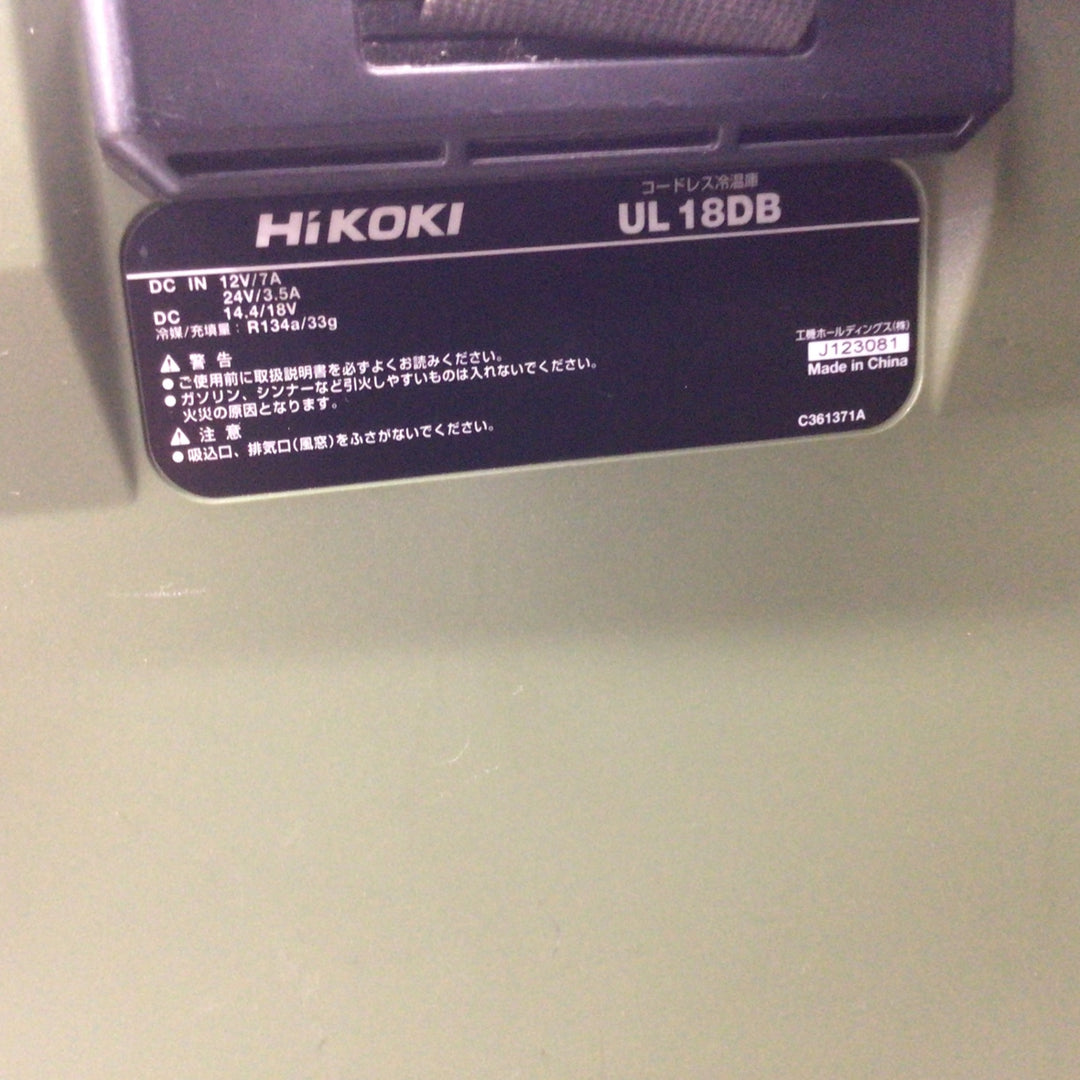 HiKOKI
コードレス冷温庫
UL 18DB
DC IN 12V/7A
24V/3.5A
DC 14.4/18V
冷媒/充填量: R134a/33g
警告
●ご使用前に取扱説明書を必ずよくお読みください。
●ガソリン、シンナーなど引火しやすいものは入れないでください。
火災の原因となります。
注意
●吸込口、排気口(風窓)をふさがないでください。
工機ホールディングス(株)
J123081
Made in China
C361371A